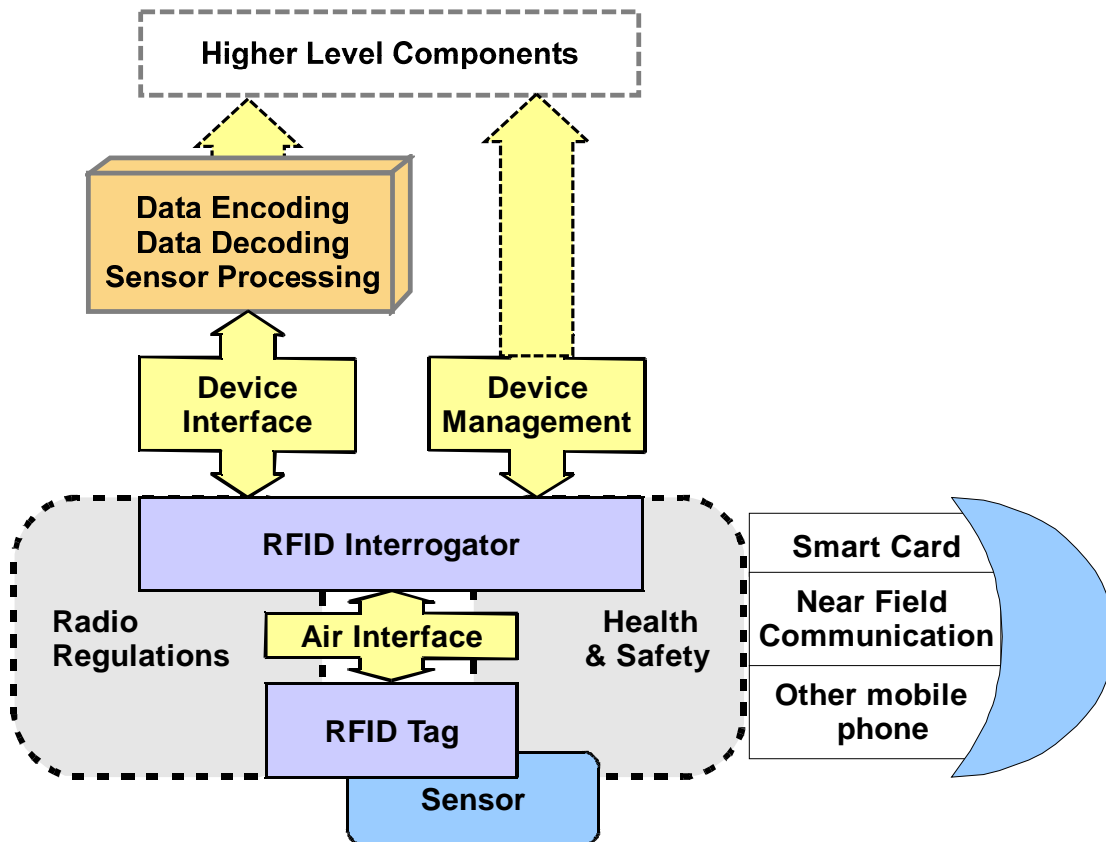 Higher Level Components
Data Encoding
Data Decoding
Sensor Processing
Device
Interface
Device
Management
RFID Interrogator
Radio
Regulations
Air Interface
Health
& Safety
RFID Tag
Sensor
Smart Card
Near Field
Communication
Other mobile
phone